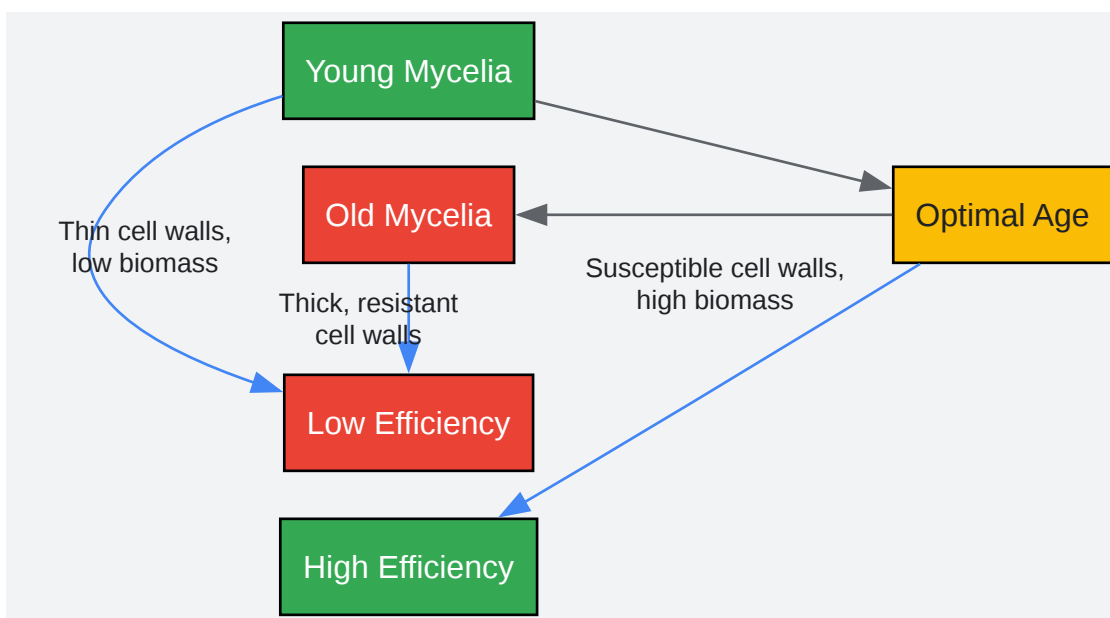 Young Mycelia
Old Mycelia
Optimal Age
Thin cell walls,
low biomass
Susceptible cell walls,
high biomass
Thick, resistant
cell walls
Low Efficiency
High Efficiency